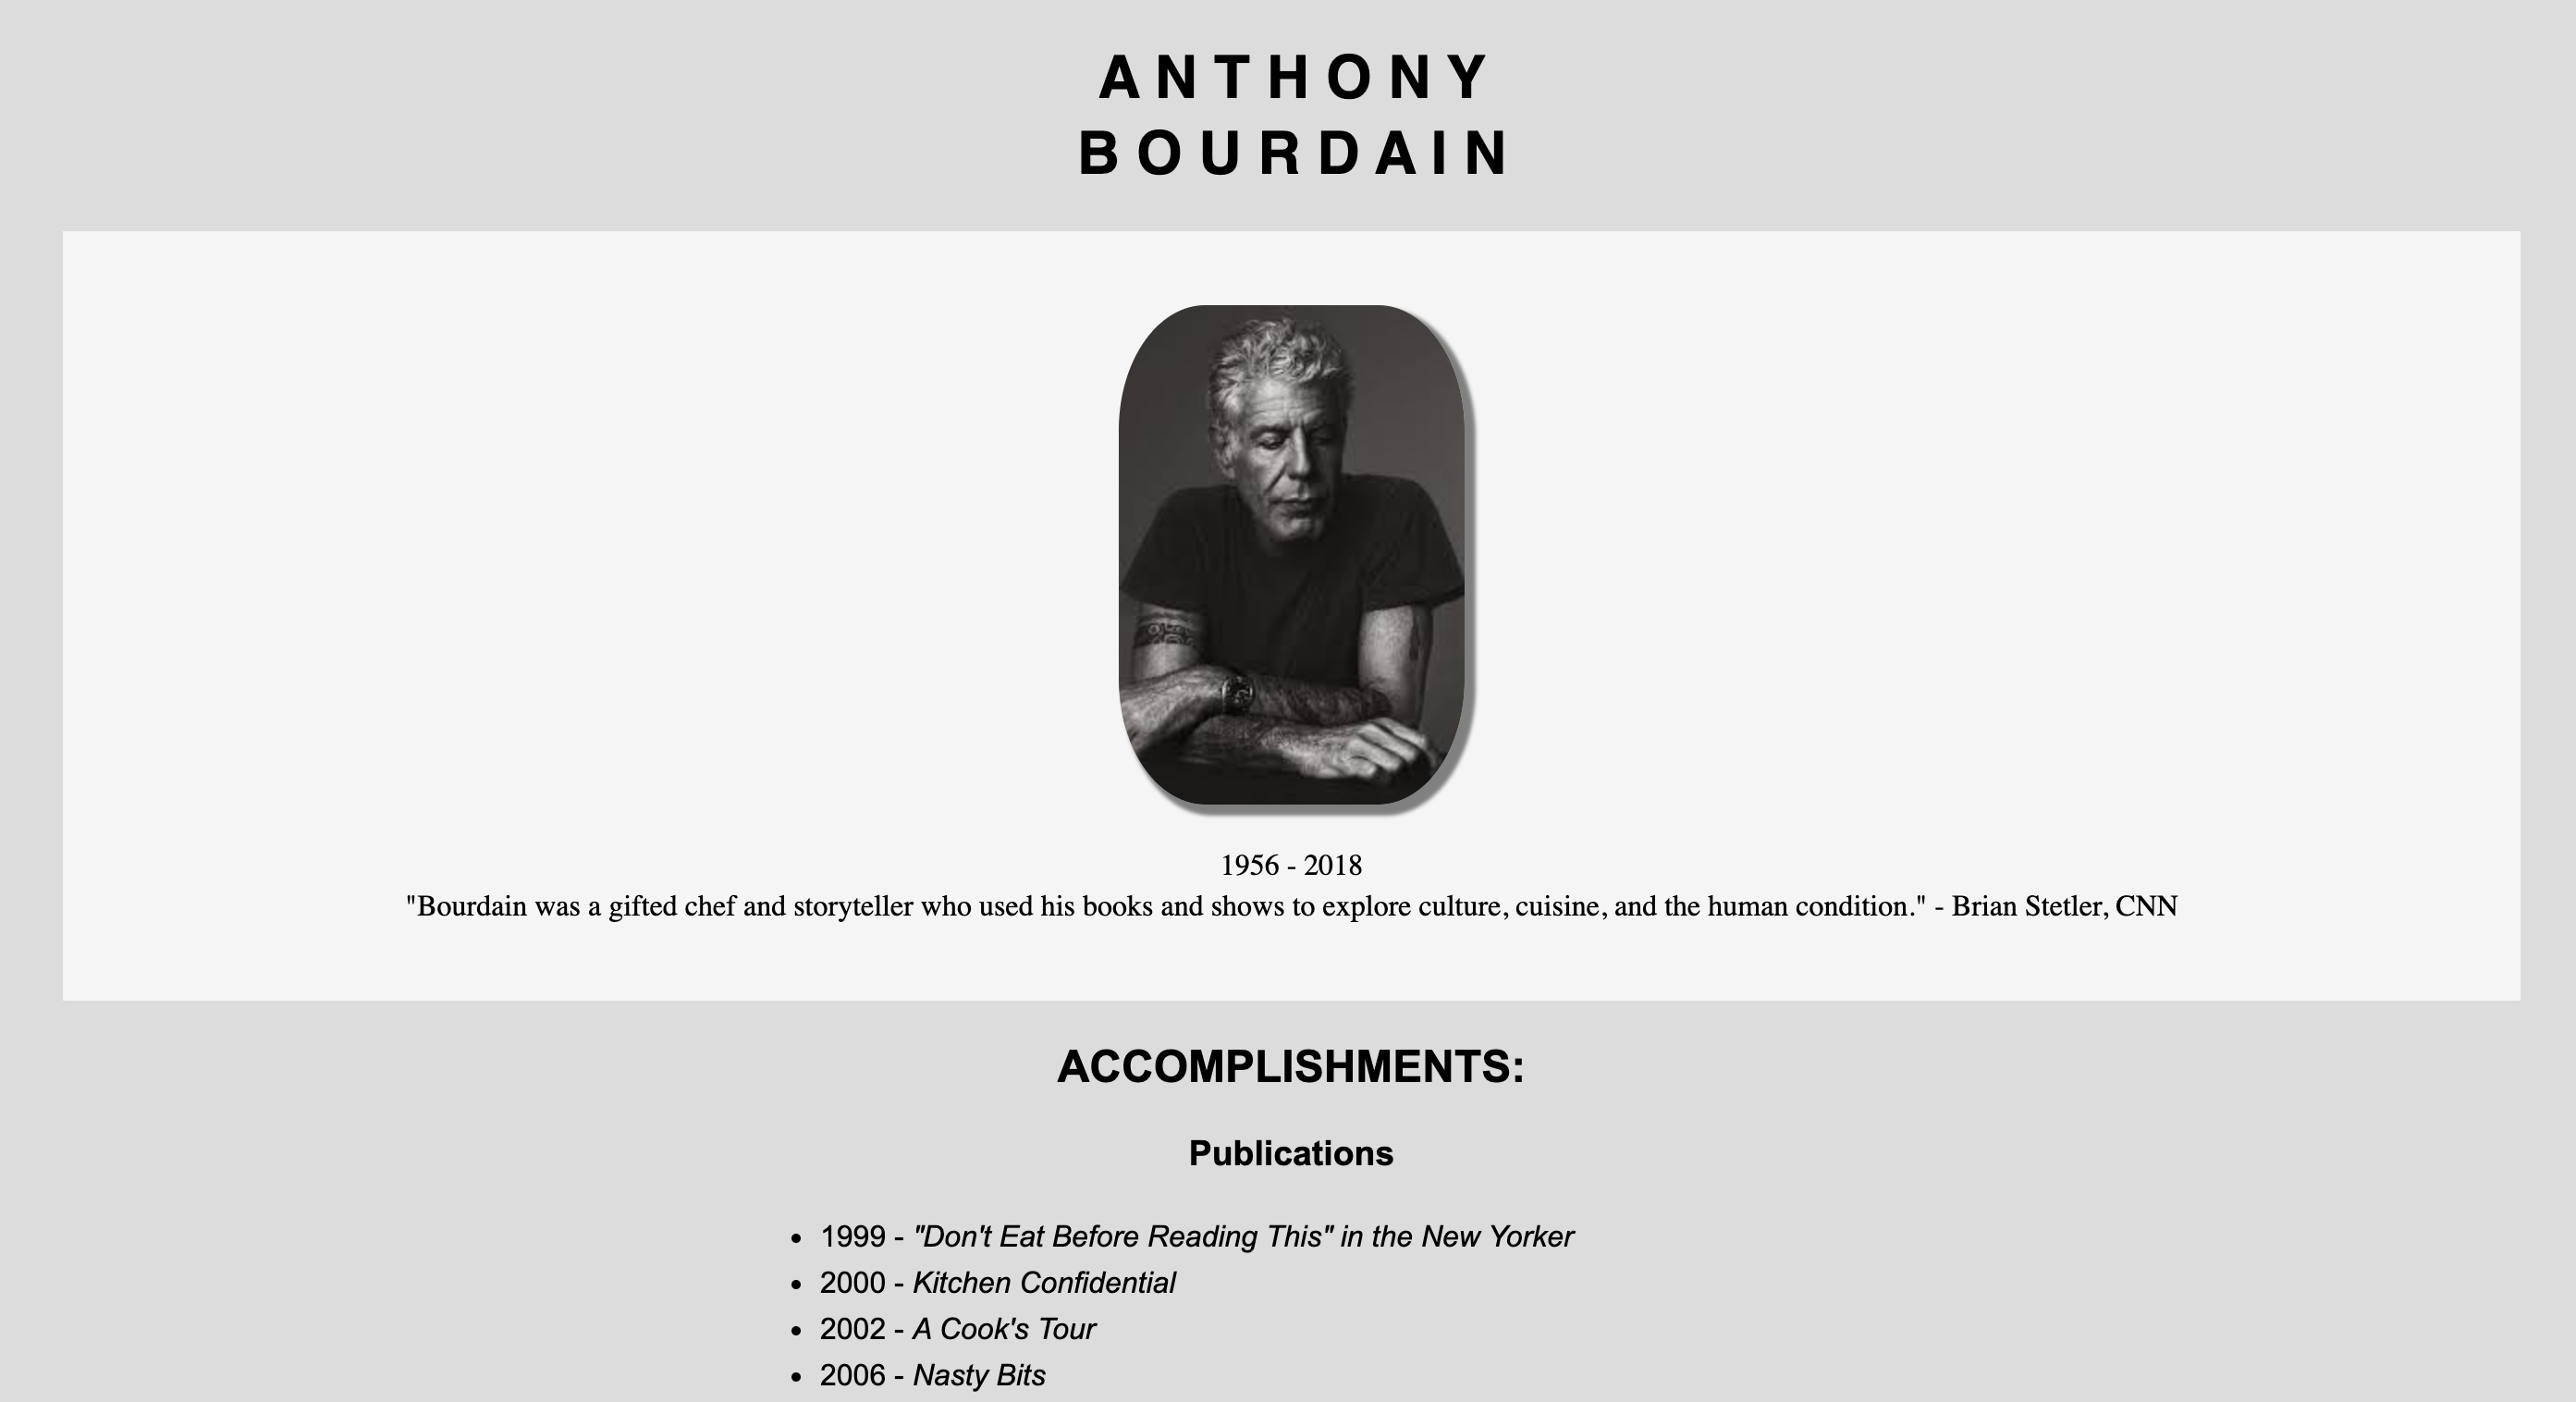 ANTHONY
BOURDAIN
1956 - 2018
"Bourdain was a gifted chef and storyteller who used his books and shows to explore culture, cuisine, and the human condition." - Brian Stetler, CNN
ACCOMPLISHMENTS:
Publications
• 1999 - "Don't Eat Before Reading This" in the New Yorker
• 2000 - Kitchen Confidential
• 2002 - A Cook's Tour
• 2006 - Nasty Bits